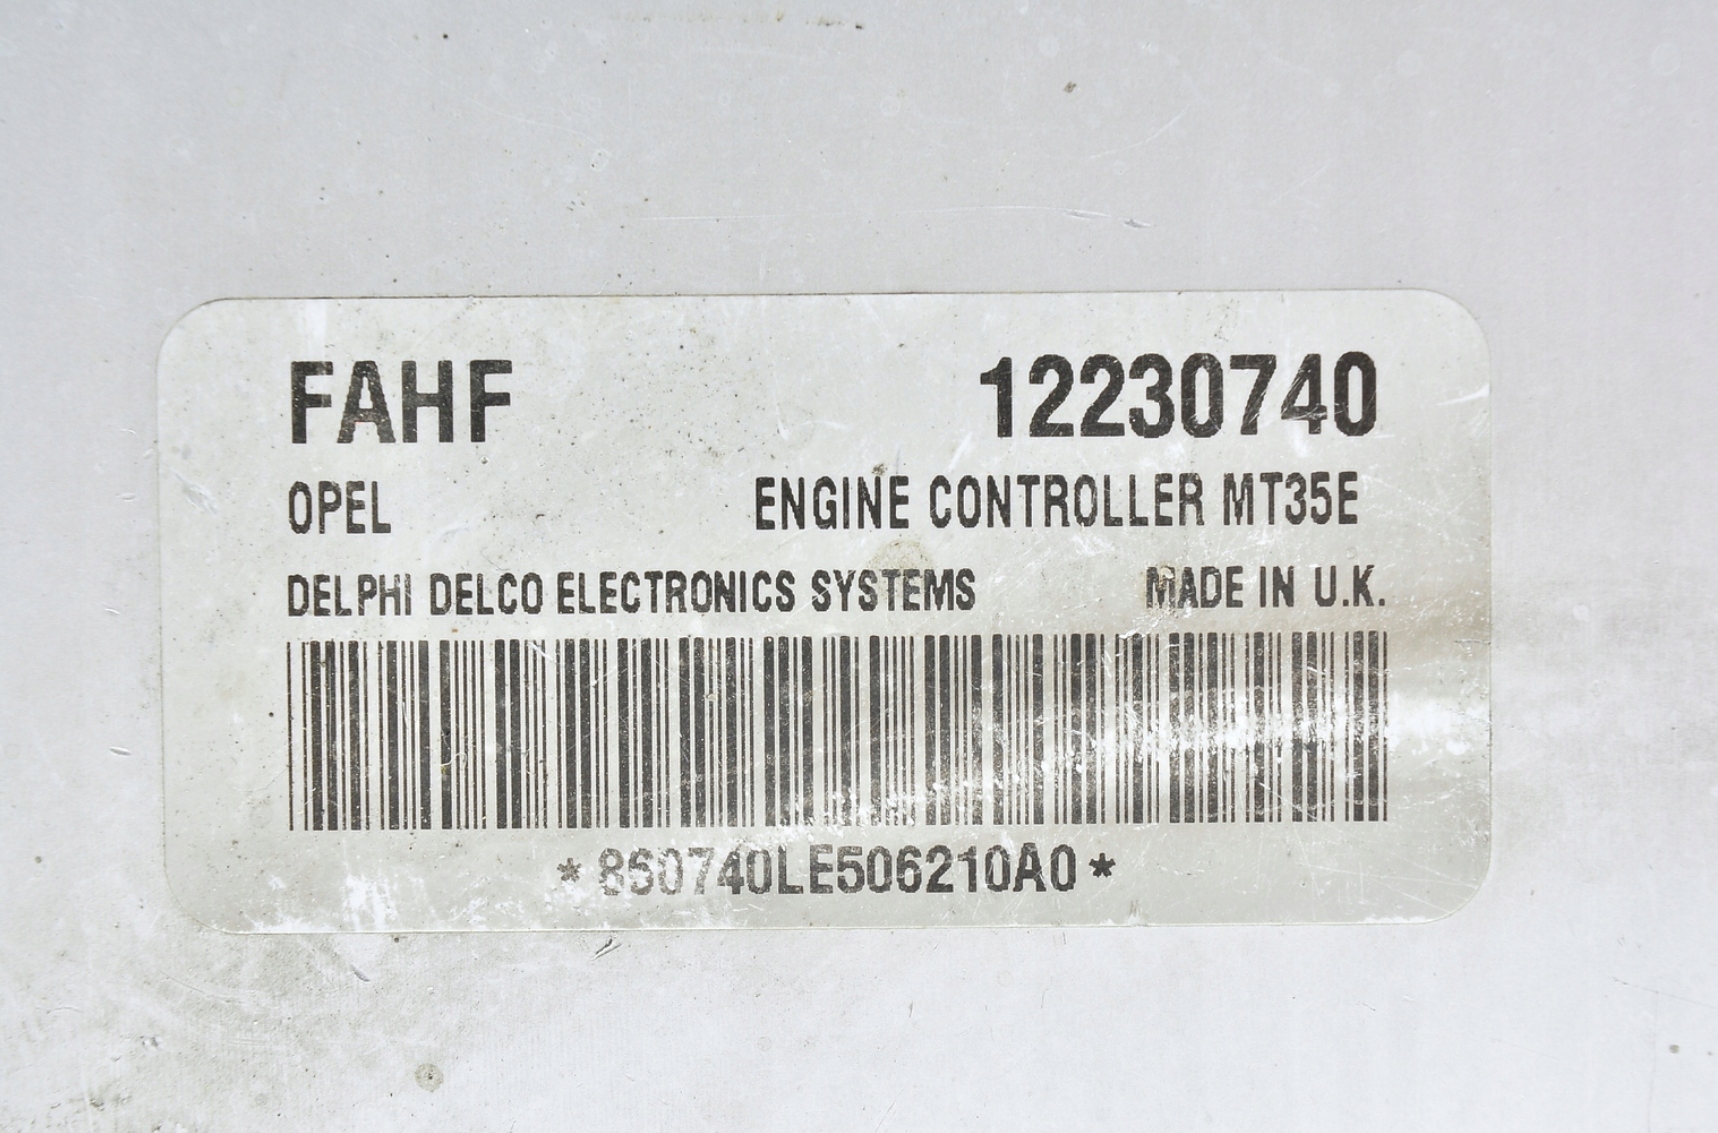 FAHF 12230740
OPEL ENGINE CONTROLLER MT35E
DELPHI DELCO ELECTRONICS SYSTEMS MADE IN U.K.
*860740LE506210A0*